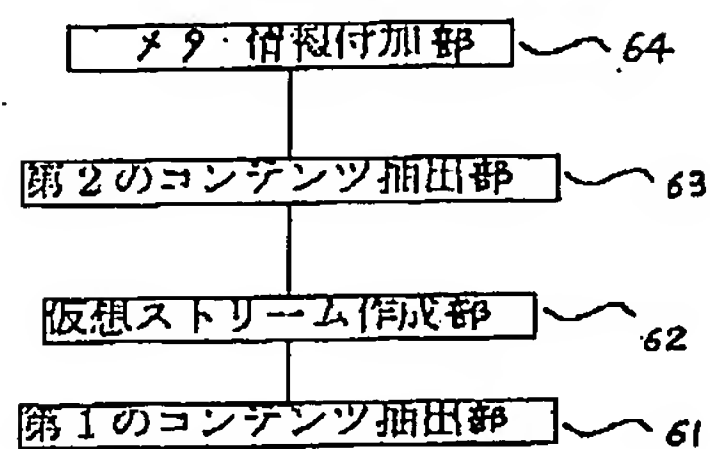 メタ・情報付加部 64
第2のコンテンツ抽出部 63
仮想ストリーム作成部 62
第1のコンテンツ抽出部 61